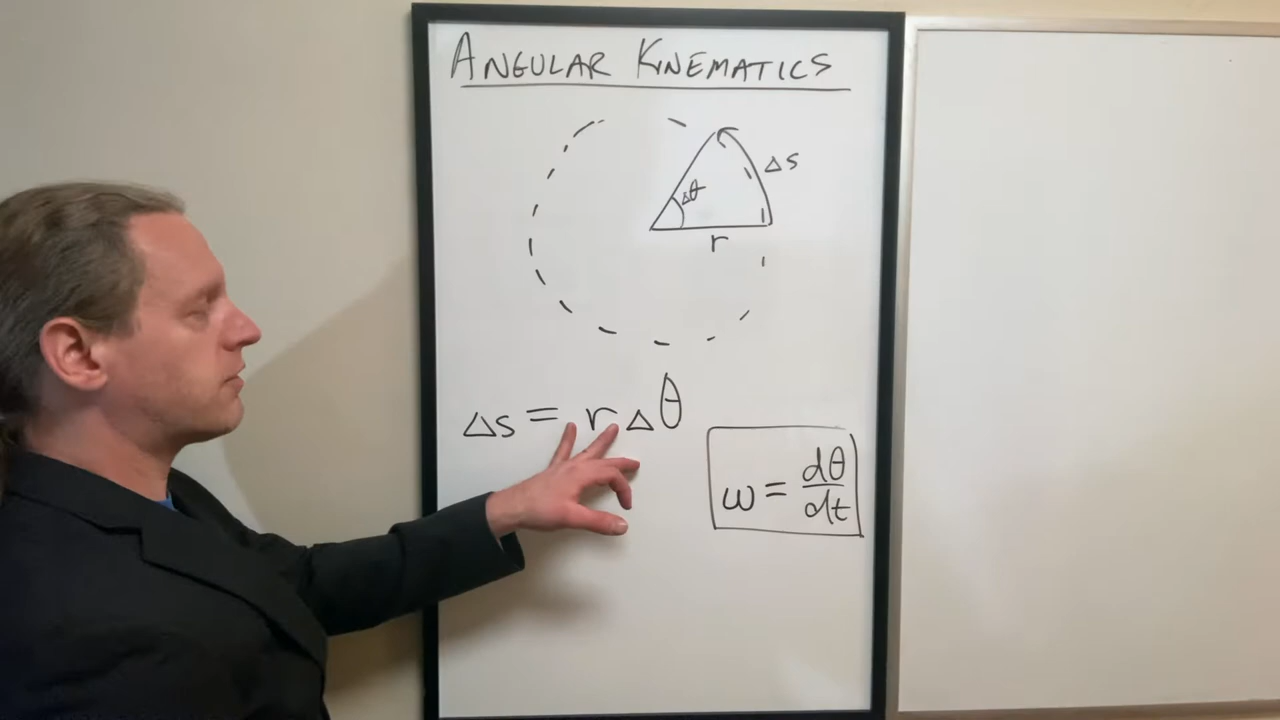 ANGULAR KINEMATICS
Δs
Δθ
r
Δs = rΔθ
ω = dθ/dt